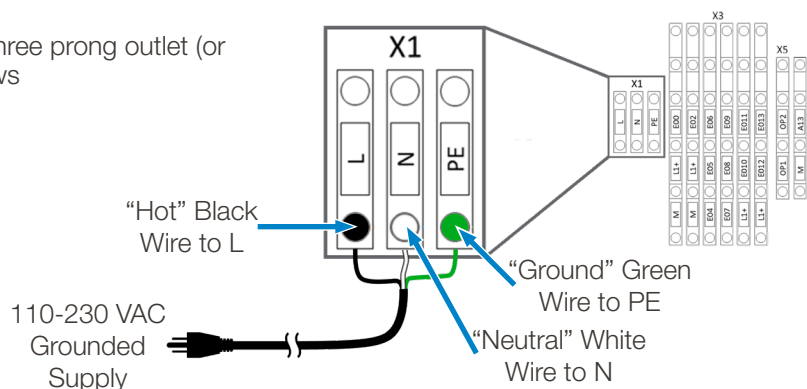 hree prong outlet (or
ws
X1
L
N
PE
"Hot" Black
Wire to L
"Ground" Green
Wire to PE
"Neutral" White
Wire to N
110-230 VAC
Grounded
Supply
X1
L
N
PE
X3
E00
E02
E06
E09
E011
E013
L1+
L1+
E05
E08
E010
E012
M
M
E04
E07
L1+
L1+
X5
OP2
A13
OP1
M